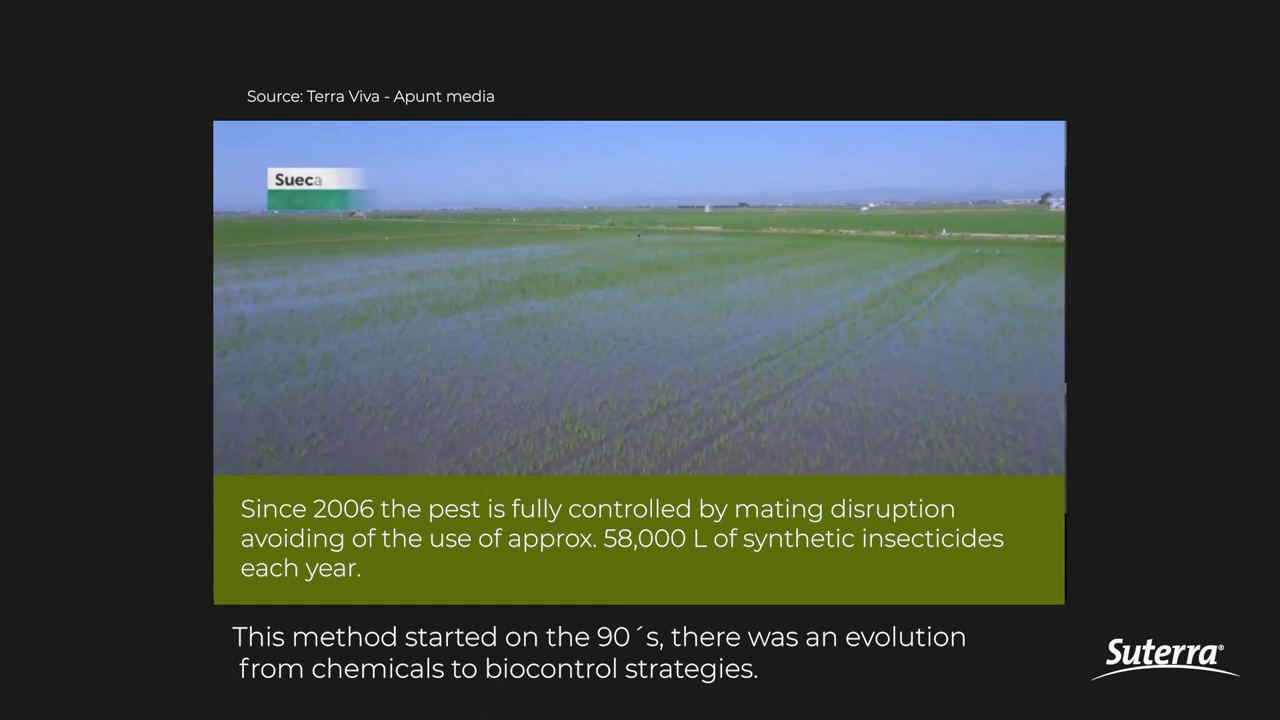 Source: Terra Viva - Apunt media
Sueca
Since 2006 the pest is fully controlled by mating disruption
avoiding of the use of approx. 58,000 L of synthetic insecticides
each year.
This method started on the 90´s, there was an evolution
from chemicals to biocontrol strategies.
Suterra®